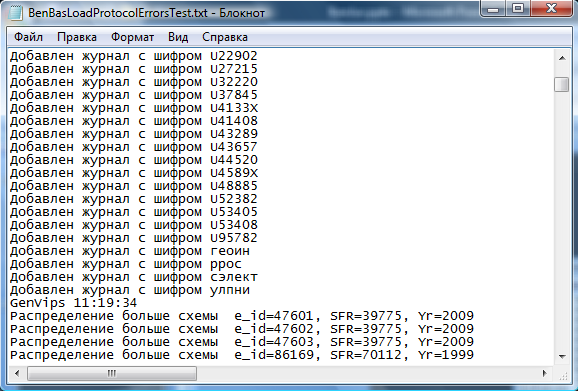 BenBasLoadProtocolErrorsTest.txt - Блокнот
Файл Правка Формат Вид Справка
Добавлен журнал с шифром U22902
Добавлен журнал с шифром U27215
Добавлен журнал с шифром U32220
Добавлен журнал с шифром U37845
Добавлен журнал с шифром U4133X
Добавлен журнал с шифром U41408
Добавлен журнал с шифром U43289
Добавлен журнал с шифром U43657
Добавлен журнал с шифром U44520
Добавлен журнал с шифром U4589X
Добавлен журнал с шифром U48885
Добавлен журнал с шифром U52382
Добавлен журнал с шифром U53405
Добавлен журнал с шифром U53408
Добавлен журнал с шифром U95782
Добавлен журнал с шифром геоин
Добавлен журнал с шифром ррос
Добавлен журнал с шифром сэлект
Добавлен журнал с шифром улпни
GenVips 11:19:34
Распределение больше схемы  e_id=47601, SFR=39775, Yr=2009
Распределение больше схемы  e_id=47602, SFR=39775, Yr=2009
Распределение больше схемы  e_id=47603, SFR=39775, Yr=2009
Распределение больше схемы  e_id=86169, SFR=70112, Yr=1999